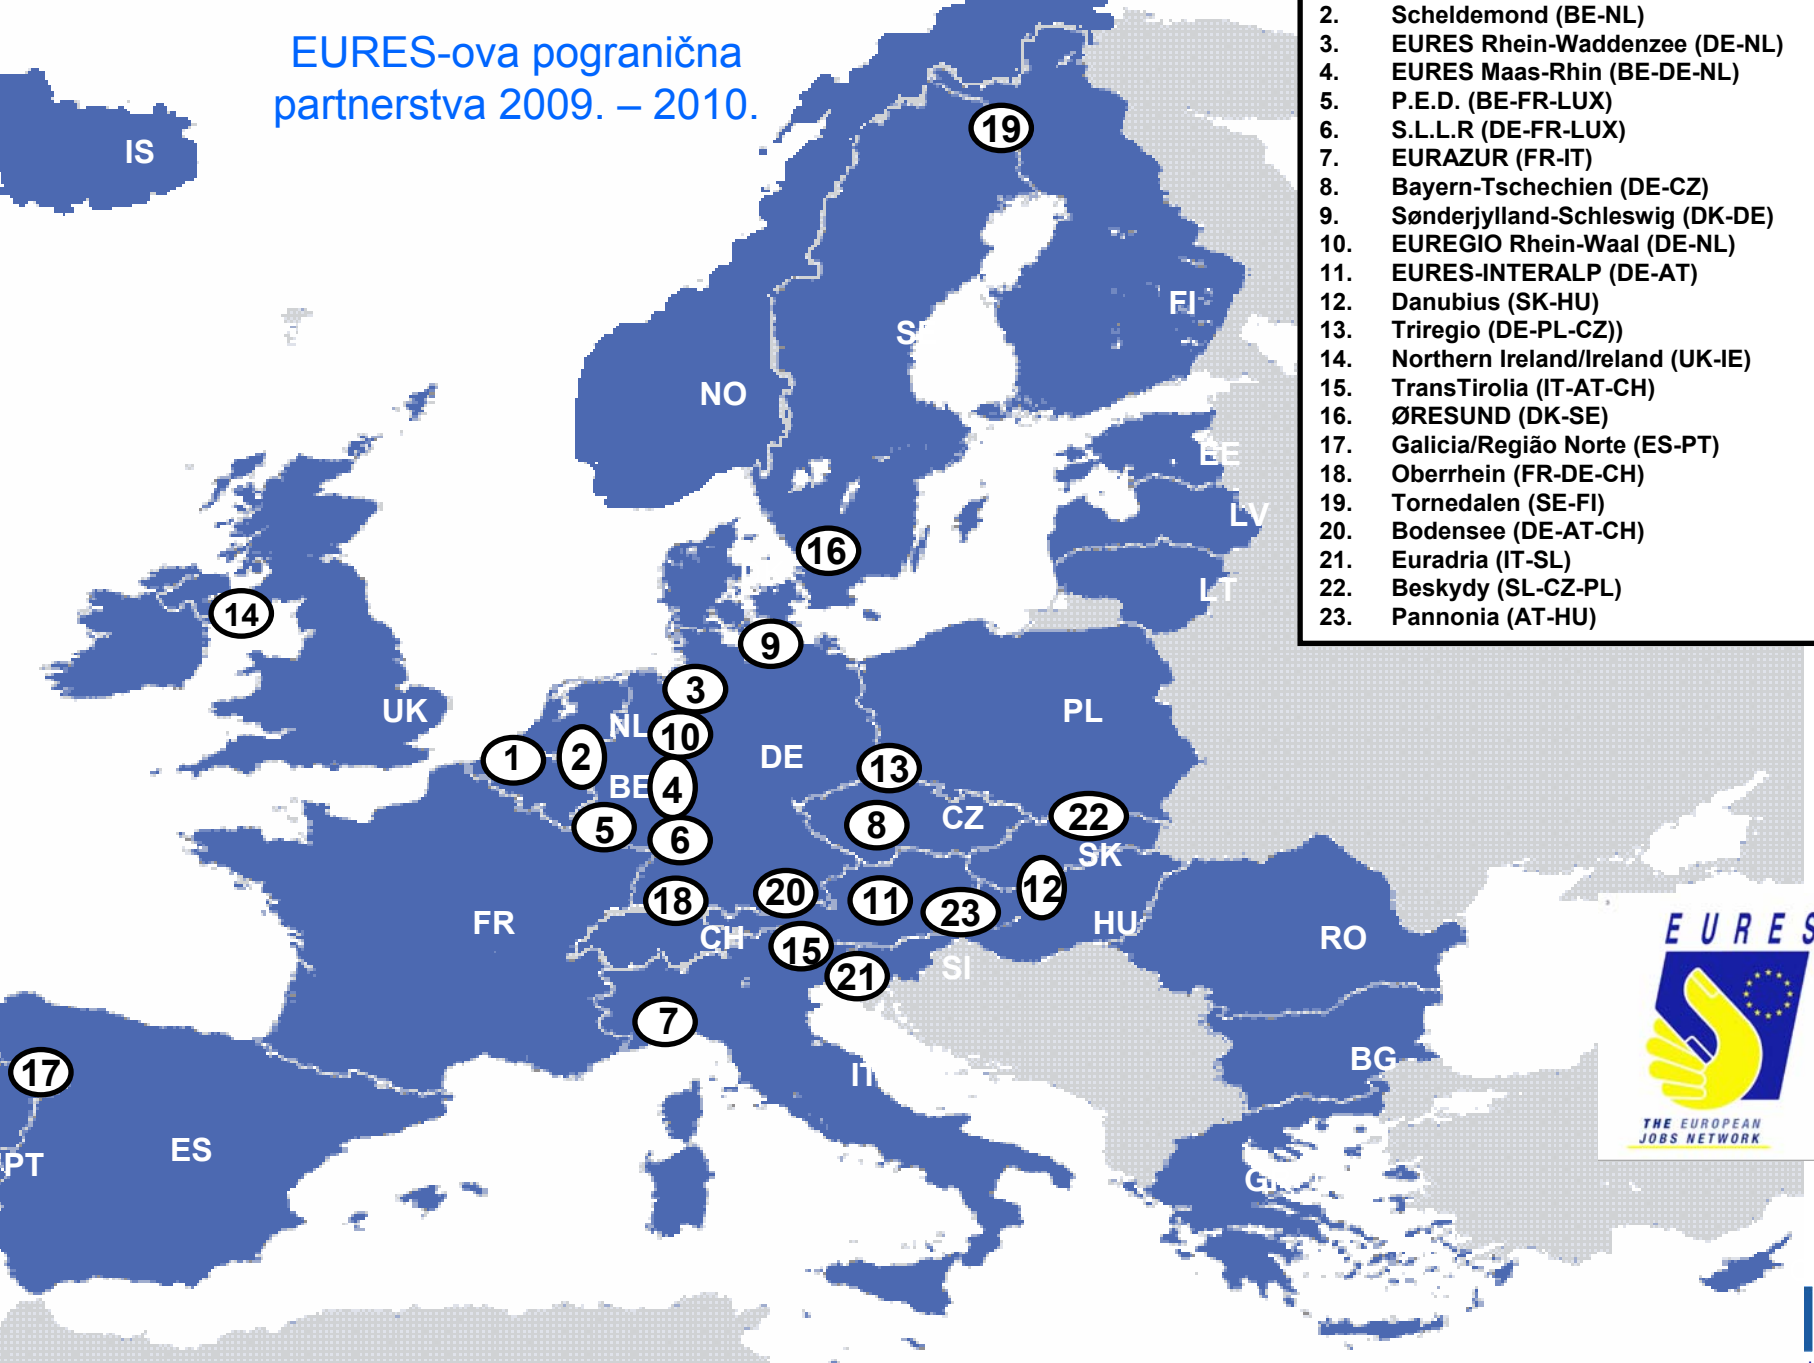 EURES-ova pogranična
partnerstva 2009. – 2010.
2. Scheldemond (BE-NL)
3. EURES Rhein-Waddenzee (DE-NL)
4. EURES Maas-Rhin (BE-DE-NL)
5. P.E.D. (BE-FR-LUX)
6. S.L.L.R (DE-FR-LUX)
7. EURAZUR (FR-IT)
8. Bayern-Tschechien (DE-CZ)
9. Sønderjylland-Schleswig (DK-DE)
10. EUREGIO Rhein-Waal (DE-NL)
11. EURES-INTERALP (DE-AT)
12. Danubius (SK-HU)
13. Triregio (DE-PL-CZ))
14. Northern Ireland/Ireland (UK-IE)
15. TransTirolia (IT-AT-CH)
16. ØRESUND (DK-SE)
17. Galicia/Região Norte (ES-PT)
18. Oberrhein (FR-DE-CH)
19. Tornedalen (SE-FI)
20. Bodensee (DE-AT-CH)
21. Euradria (IT-SL)
22. Beskydy (SL-CZ-PL)
23. Pannonia (AT-HU)
19
IS
FI
NO
EE
LV
16
LT
14
9
3
UK
NL
10
PL
1
2
DE
13
BE
4
5
6
8
CZ
22
SK
18
20
11
23
12
FR
CH
15
HU
RO
21
SI
7
17
IT
BG
ES
PT
EURES
THE EUROPEAN
JOBS NETWORK